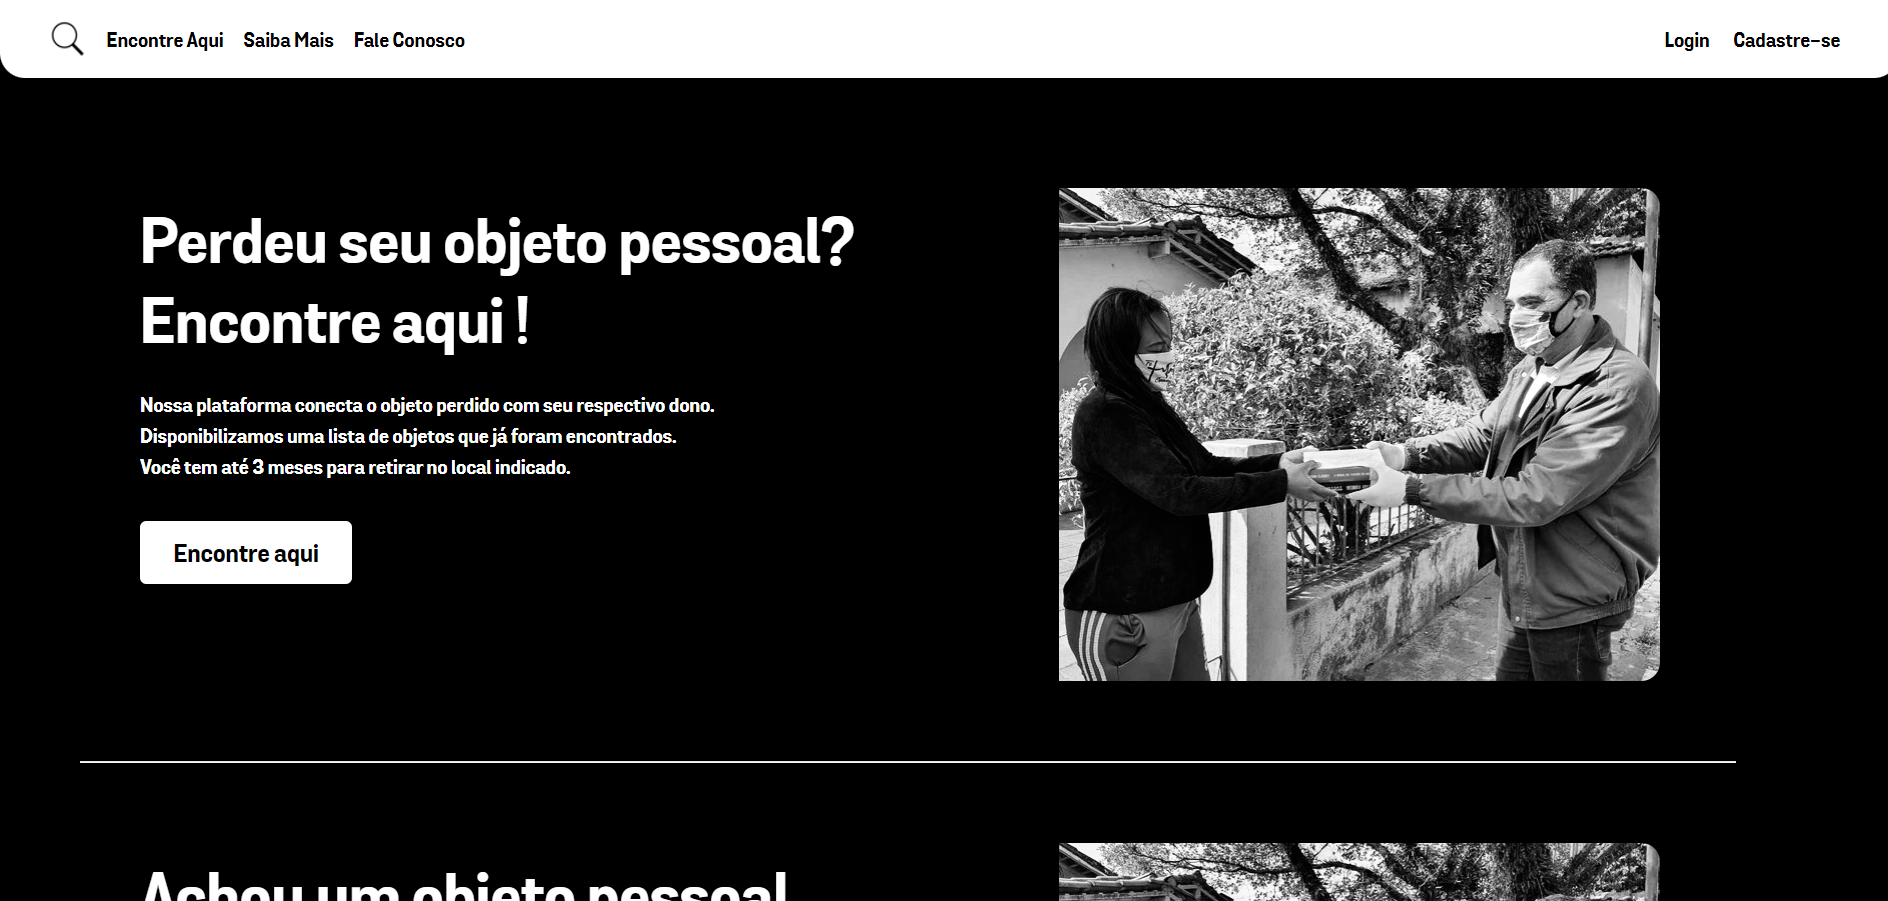 Encontre Aqui Saiba Mais Fale Conosco Login Cadastre-se
Perdeu seu objeto pessoal?
Encontre aqui !
Nossa plataforma conecta o objeto perdido com seu respectivo dono.
Disponibilizamos uma lista de objetos que já foram encontrados.
Você tem até 3 meses para retirar no local indicado.
Encontre aqui
Achou um objeto pessoal